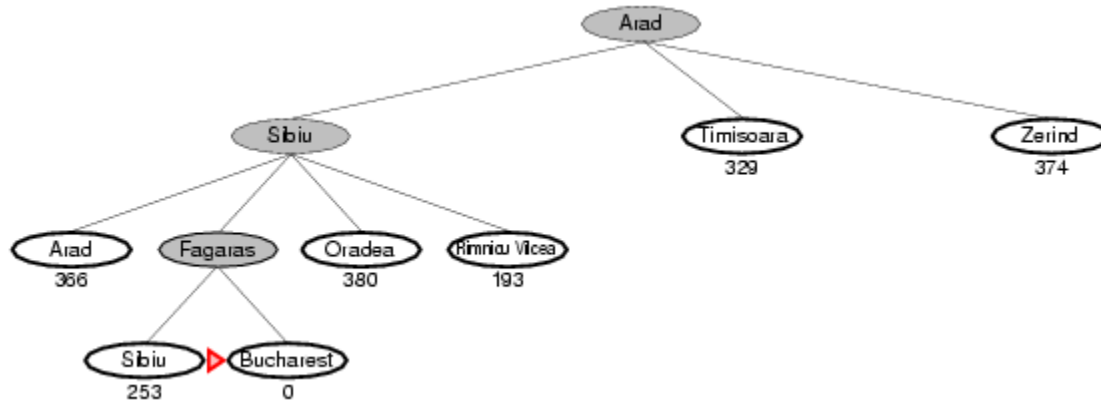 Arad
Sibiu
Timisoara
Zerind
329
374
Arad
Fagaras
Oradea
Rimnicu Vilcea
366
380
193
Sibiu
Bucharest
253
0